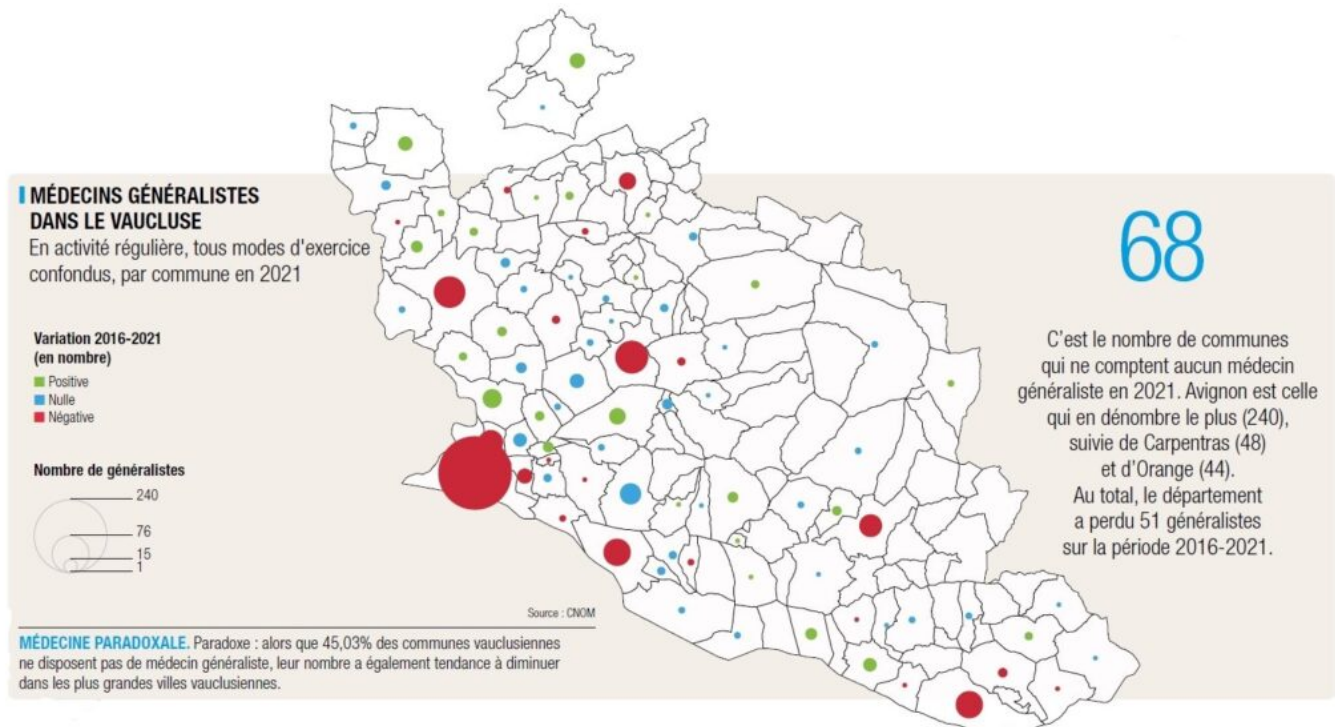 MÉDECINS GÉNÉRALISTES
DANS LE VAUCLUSE
En activité régulière, tous modes d'exercice
confondus, par commune en 2021
Variation 2016-2021
(en nombre)
Positive
Nulle
Négative
Nombre de généralistes
240
76
15
1
Source : CNOM
MÉDECINE PARADOXALE. Paradoxe : alors que 45,03% des communes vauclusiennes
ne disposent pas de médecin généraliste, leur nombre a également tendance à diminuer
dans les plus grandes villes vauclusiennes.
68
C'est le nombre de communes
qui ne comptent aucun médecin
généraliste en 2021. Avignon est celle
qui en dénombre le plus (240),
suivie de Carpentras (48)
et d'Orange (44).
Au total, le département
a perdu 51 généralistes
sur la période 2016-2021.